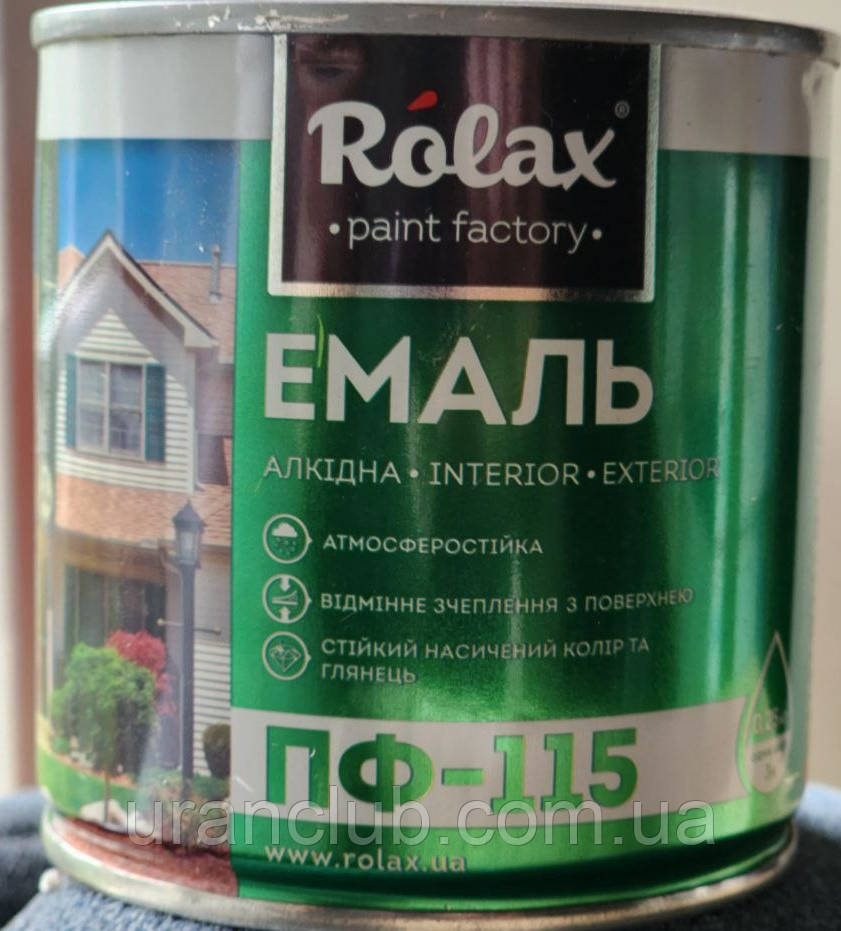 Rólax®
•paint factory•
ЕМАЛЬ
АЛКІДНА • INTERIOR • EXTERIOR
АТМОСФЕРОСТІЙКА
ВІДМІННЕ ЗЧЕПЛЕННЯ З ПОВЕРХНЕЮ
СТІЙКИЙ НАСИЧЕНИЙ КОЛІР ТА
ГЛЯНЕЦЬ
ПФ-115
uranclub.com.ua
www.rolax.ua